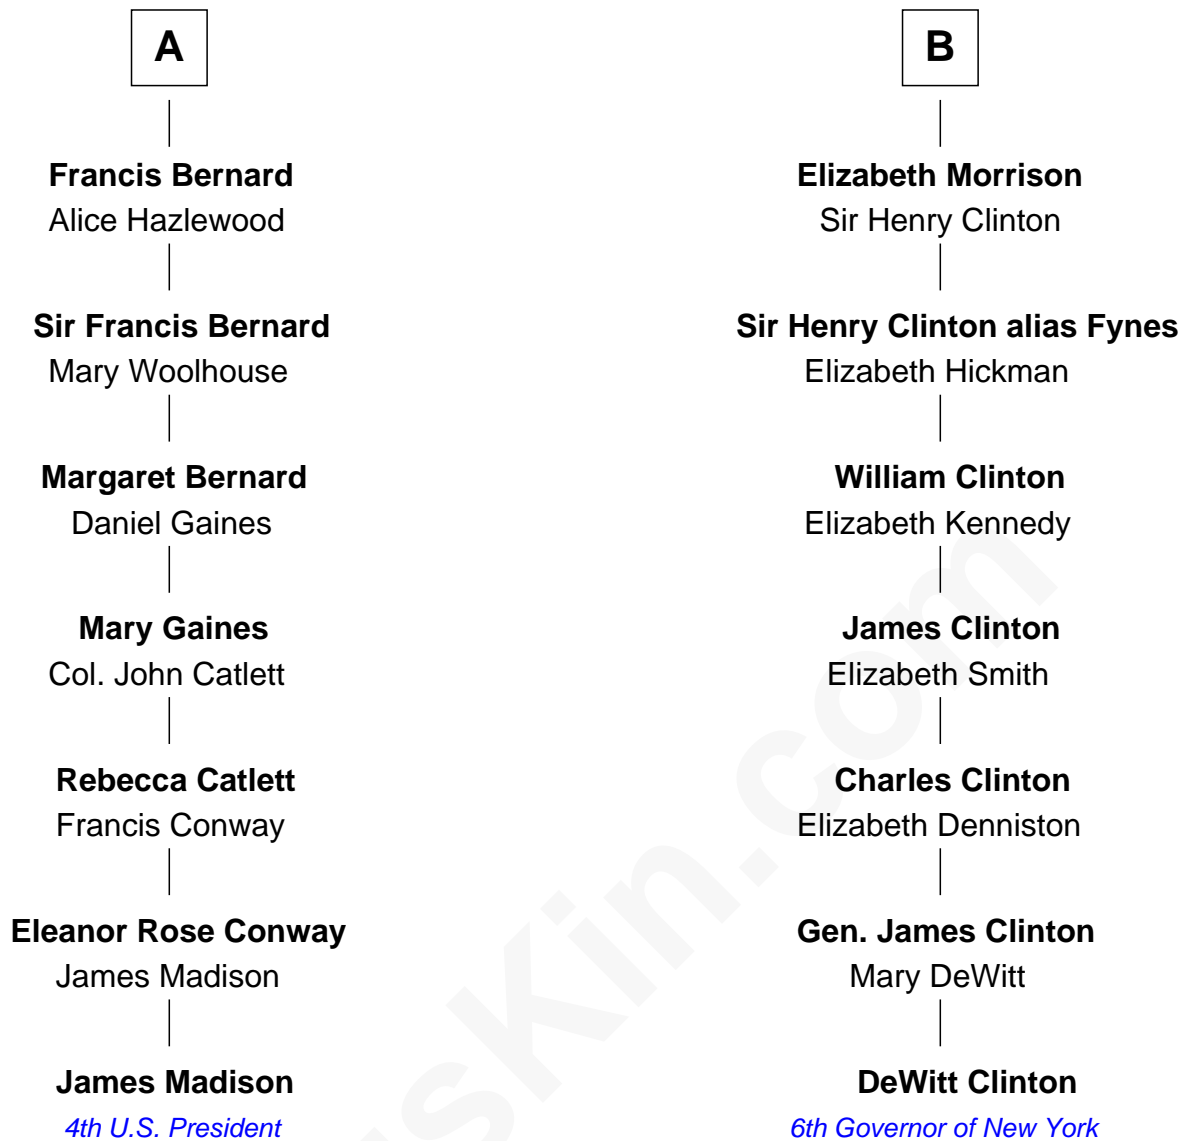 A
Francis Bernard
Alice Hazlewood
Sir Francis Bernard
Mary Woolhouse
Margaret Bernard
Daniel Gaines
Mary Gaines
Col. John Catlett
Rebecca Catlett
Francis Conway
Eleanor Rose Conway
James Madison
James Madison
4th U.S. President
B
Elizabeth Morrison
Sir Henry Clinton
Sir Henry Clinton alias Fynes
Elizabeth Hickman
William Clinton
Elizabeth Kennedy
James Clinton
Elizabeth Smith
Charles Clinton
Elizabeth Denniston
Gen. James Clinton
Mary DeWitt
DeWitt Clinton
6th Governor of New York